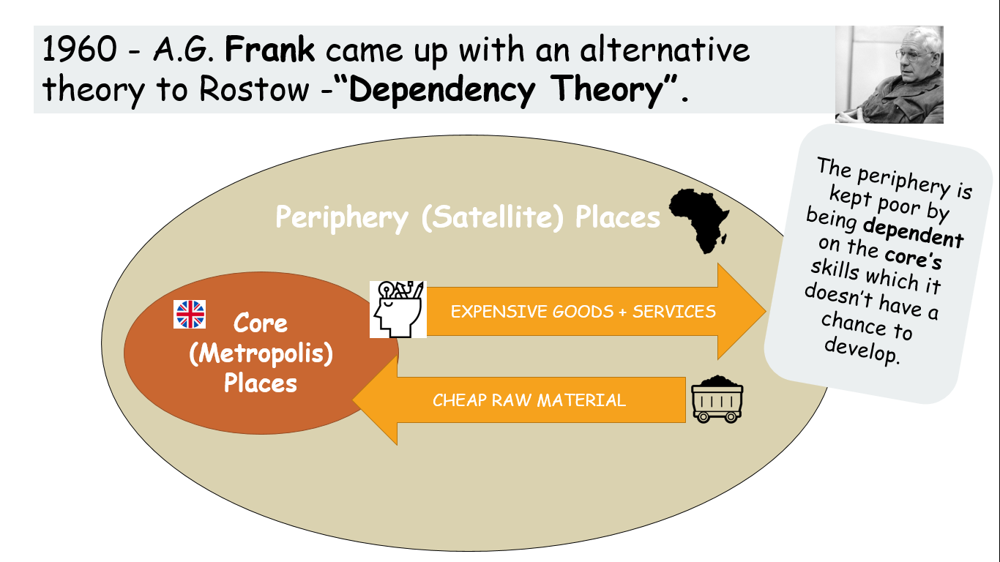 1960 - A.G. Frank came up with an alternative
theory to Rostow -“Dependency Theory”.
Periphery (Satellite) Places
Core
(Metropolis)
Places
EXPENSIVE GOODS + SERVICES
CHEAP RAW MATERIAL
The periphery is
kept poor by
being dependent
on the core’s
skills which it
doesn’t have a
chance to
develop.